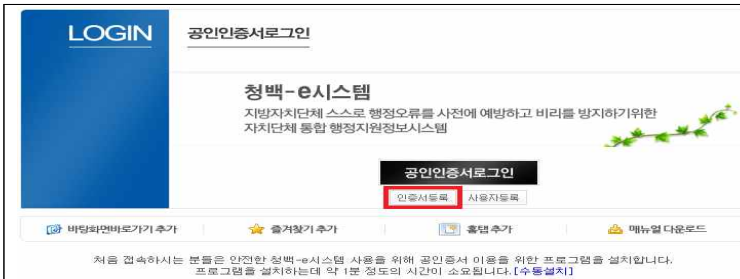 LOGIN 공인인증서로그인
청백-e시스템
지방자치단체 스스로 행정오류를 사전에 예방하고 비리를 방지하기위한
자치단체 통합 행정지원정보시스템
공인인증서로그인
인증서등록 사용자등록
바탕화면바로가기 추가 즐겨찾기 추가 홈탭 추가 매뉴얼 다운로드
처음 접속하시는 분들은 안전한 청백-e시스템 사용을 위해 공인인증서 이용을 위한 프로그램을 설치합니다.
프로그램을 설치하는데 약 1분 정도의 시간이 소요됩니다.[수동설치]